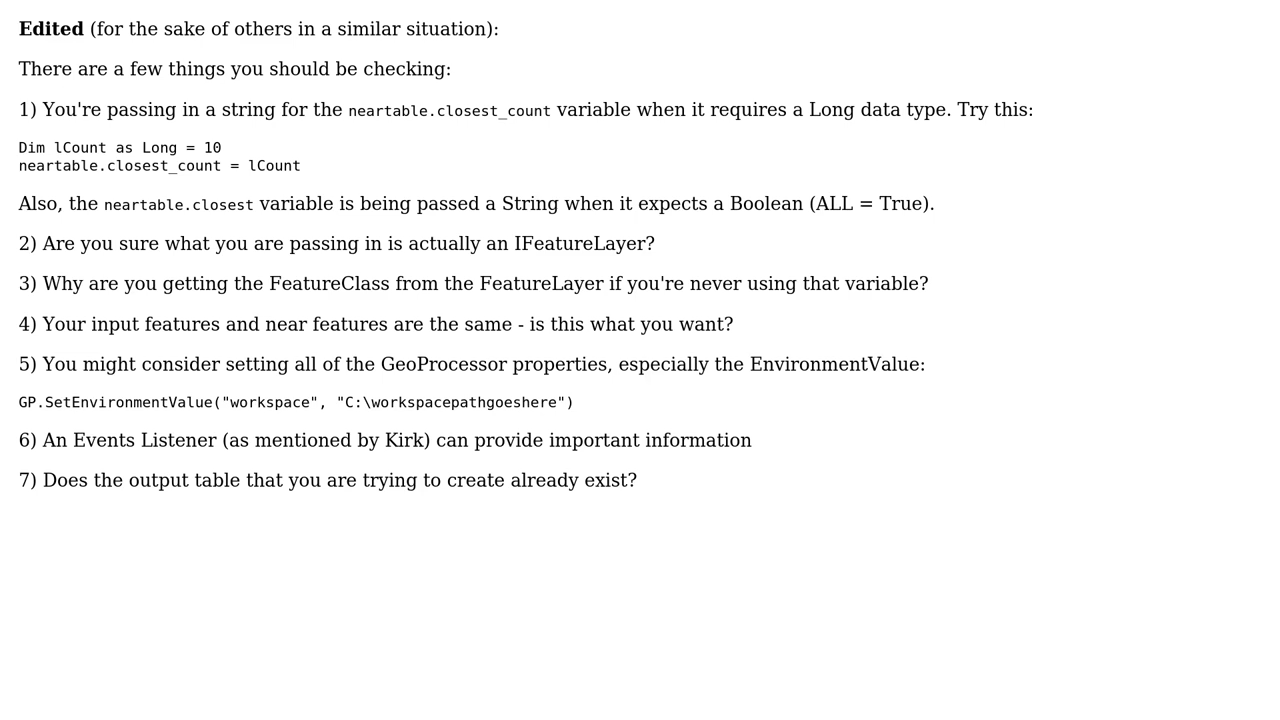 Edited (for the sake of others in a similar situation):
There are a few things you should be checking:
1) You're passing in a string for the neartable.closest_count variable when it requires a Long data type. Try this:
Dim lCount as Long = 10
neartable.closest_count = lCount
Also, the neartable.closest variable is being passed a String when it expects a Boolean (ALL = True).
2) Are you sure what you are passing in is actually an IFeatureLayer?
3) Why are you getting the FeatureClass from the FeatureLayer if you're never using that variable?
4) Your input features and near features are the same - is this what you want?
5) You might consider setting all of the GeoProcessor properties, especially the EnvironmentValue:
GP.SetEnvironmentValue("workspace", "C:\workspacepathgoeshere")
6) An Events Listener (as mentioned by Kirk) can provide important information
7) Does the output table that you are trying to create already exist?